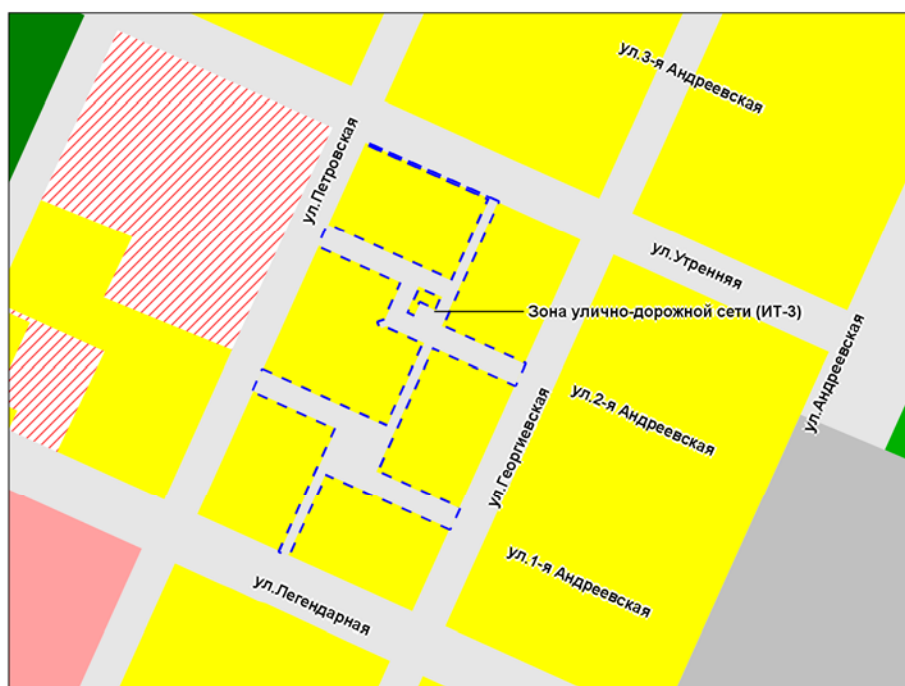 ул.3-я Андреевская
ул.Петровская
ул.Утренняя
Зона улично-дорожной сети (ИТ-3)
ул.Андреевская
ул.2-я Андреевская
ул.Георгиевская
ул.1-я Андреевская
ул.Легендарная